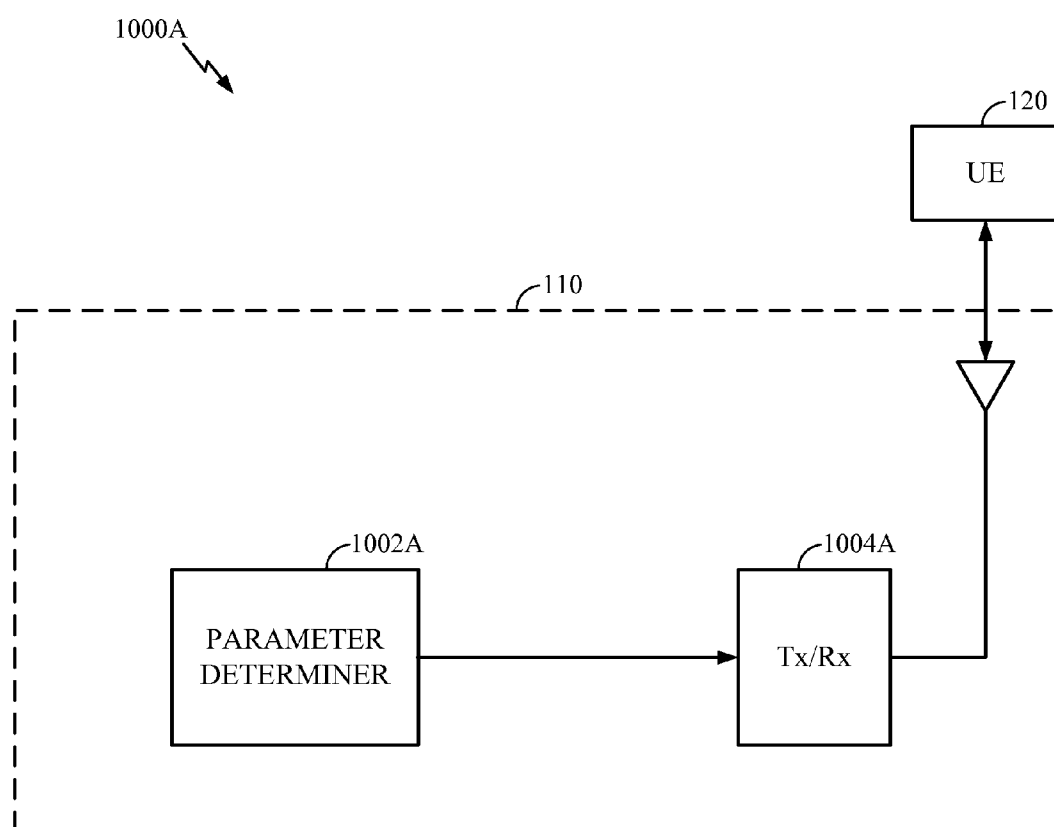 1000A
120
UE
110
1002A
1004A
PARAMETER
DETERMINER
Tx/Rx